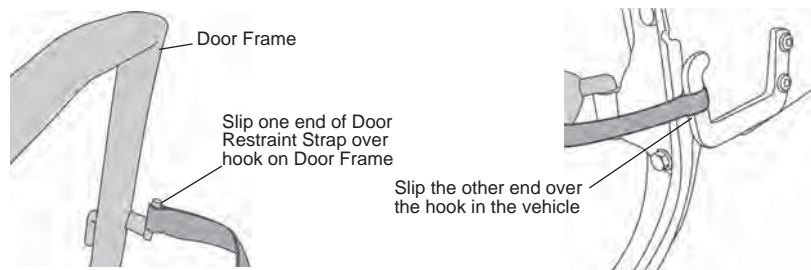 Door Frame
Slip one end of Door
Restraint Strap over
hook on Door Frame
Slip the other end over
the hook in the vehicle